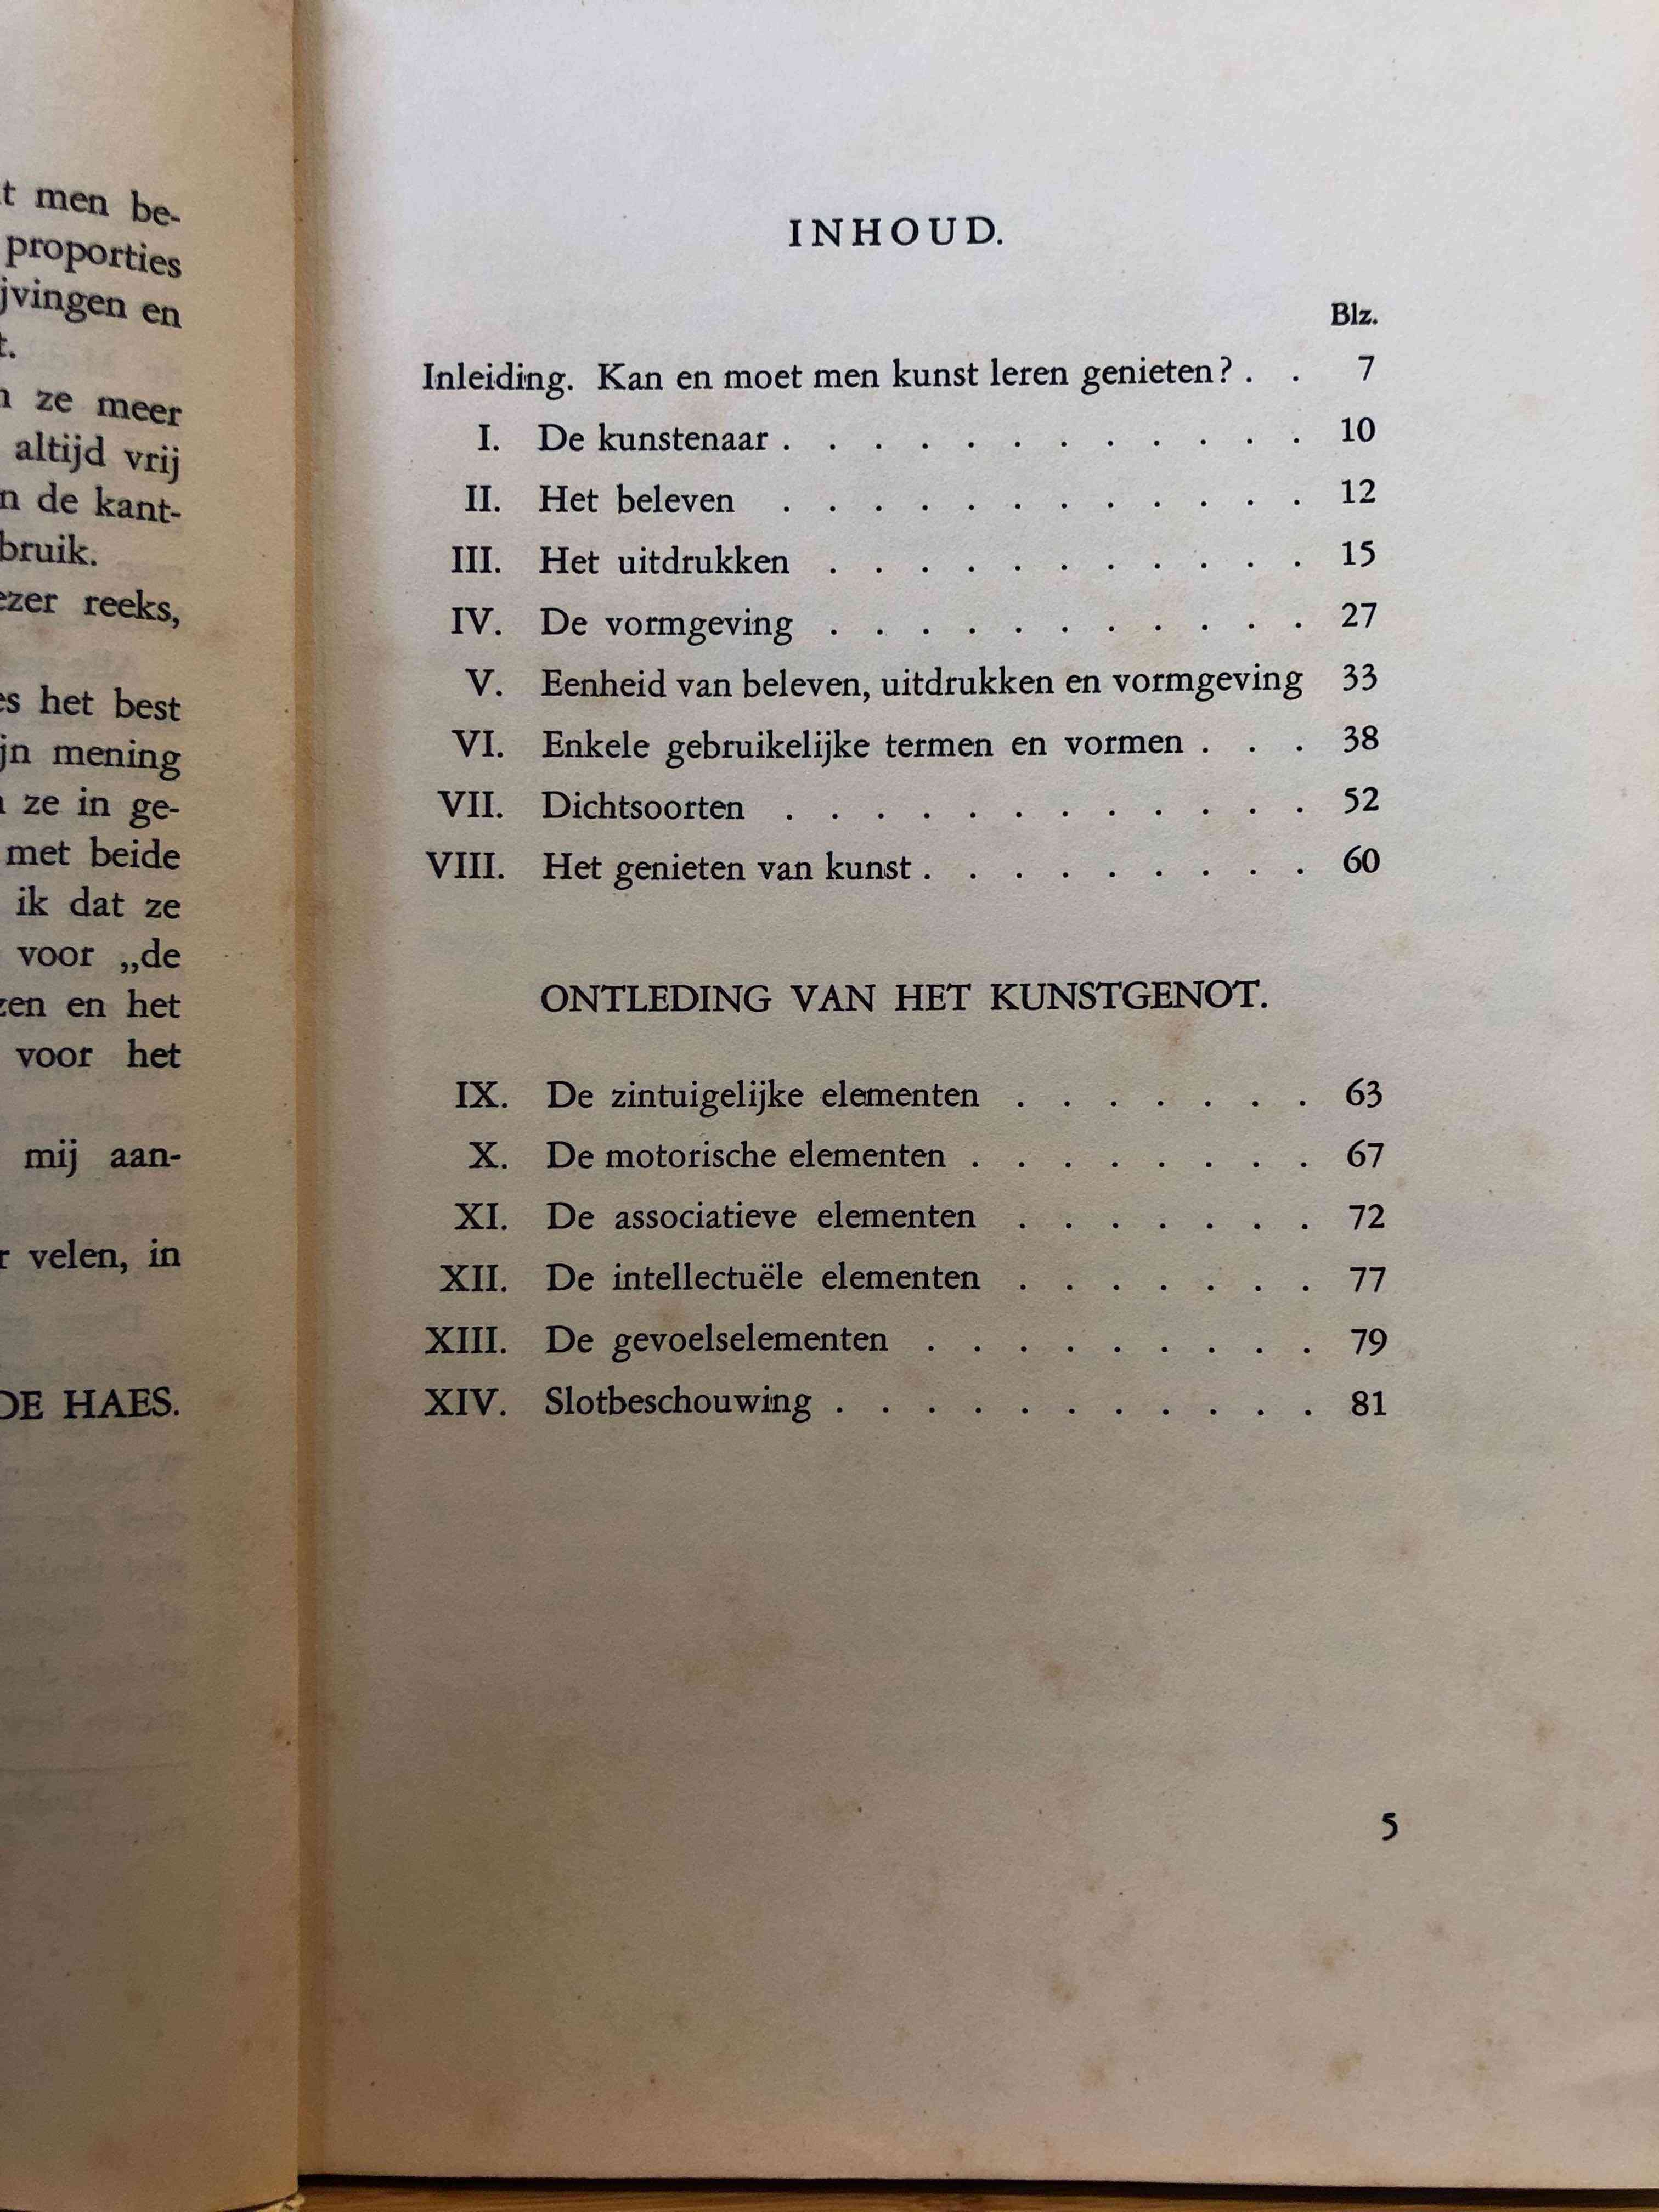 t men be-
proporties
jvingen en
t.
ze meer
altijd vrij
n de kant-
bruik.
ezer reeks,
es het best
jn mening
ze in ge-
met beide
ik dat ze
voor „de
zen en het
voor het
mij aan-
r velen, in
DE HAES.
INHOUD.
Blz.
Inleiding. Kan en moet men kunst leren genieten? . . 7
I. De kunstenaar . . . . . . . . . . . . 10
II. Het beleven . . . . . . . . . . . . 12
III. Het uitdrukken . . . . . . . . . . . 15
IV. De vormgeving . . . . . . . . . . . 27
V. Eenheid van beleven, uitdrukken en vormgeving 33
VI. Enkele gebruikelijke termen en vormen . . . 38
VII. Dichtsoorten . . . . . . . . . . . . 52
VIII. Het genieten van kunst . . . . . . . . . 60
ONTLEDING VAN HET KUNSTGENOT.
IX. De zintuigelijke elementen . . . . . . . 63
X. De motorische elementen . . . . . . . . 67
XI. De associatieve elementen . . . . . . . 72
XII. De intellectuële elementen . . . . . . . 77
XIII. De gevoelselementen . . . . . . . . . 79
XIV. Slotbeschouwing . . . . . . . . . . . 81
5